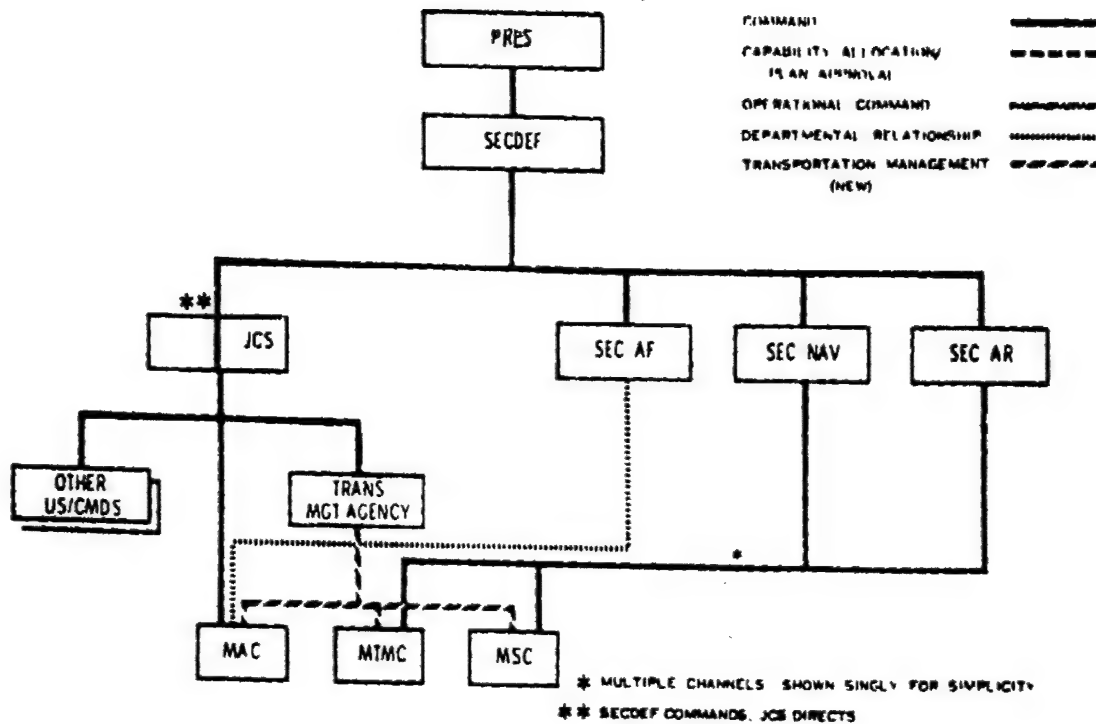 PRES
SECDEF
COMMAND
CAPABILITY ALLOCATION/
PLAN APPROVAL
OPERATIONAL COMMAND
DEPARTMENTAL RELATIONSHIP
TRANSPORTATION MANAGEMENT
(NEW)
**
JCS
SEC AF
SEC NAV
SEC AR
OTHER
US/CMDS
TRANS
MGT AGENCY
*
MAC
MTMC
MSC
* MULTIPLE CHANNELS SHOWN SINGLY FOR SIMPLICITY
** SECDEF COMMANDS, JCS DIRECTS